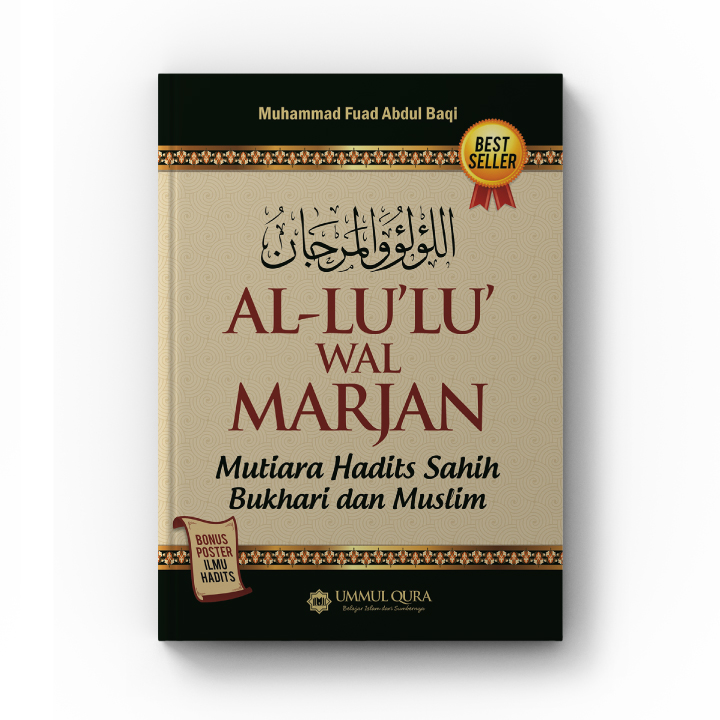 Muhammad Fuad Abdul Baqi
BEST
SELLER
اللؤلؤ والمرجان
AL-LU'LU'
WAL
MARJAN
Mutiara Hadits Sahih
Bukhari dan Muslim
BONUS
POSTER
ILMU
HADITS
UMMUL QURA
Belajar Islam dari Sumbernya